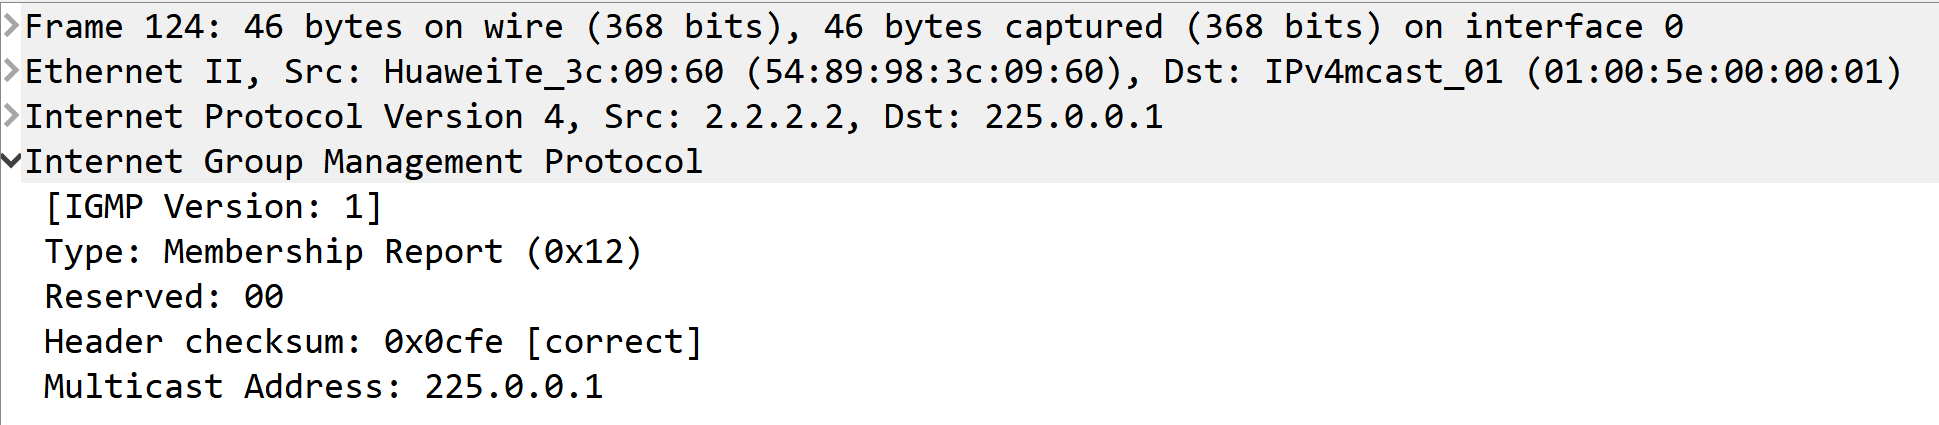 Frame 124: 46 bytes on wire (368 bits), 46 bytes captured (368 bits) on interface 0
Ethernet II, Src: HuaweiTe_3c:09:60 (54:89:98:3c:09:60), Dst: IPv4mcast_01 (01:00:5e:00:00:01)
Internet Protocol Version 4, Src: 2.2.2.2, Dst: 225.0.0.1
Internet Group Management Protocol
[IGMP Version: 1]
Type: Membership Report (0x12)
Reserved: 00
Header checksum: 0x0cfe [correct]
Multicast Address: 225.0.0.1